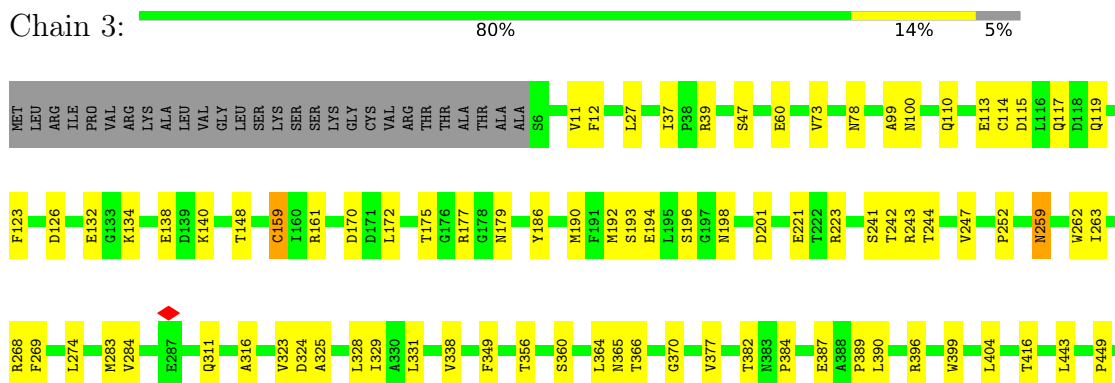 Chain 3:
80% 14% 5%
MET LEU ARG ILE PRO VAL ARG LYS ALA LEU VAL GLY LEU SER LYS SER SER LYS GLY CYS VAL ARG THR THR ALA THR ALA ALA S6 V11 F12 L27 I37 P38 R39 S47 E60 V73 N78 A99 N100 Q110 E113 C114 D115 L116 Q117 D118 Q119
F123 D126 E132 G133 K134 E138 D139 K140 T148 C159 I160 R161 D170 D171 L172 T175 G176 R177 G178 N179 Y186 M190 F191 M192 S193 E194 L195 S196 G197 N198 D201 E221 T222 R223 S241 T242 R243 T244 V247 P252 N259 W262 I263
R268 F269 L274 M283 V284 E287 Q311 A316 V323 D324 A325 L328 I329 A330 L331 V338 F349 T356 S360 L364 N365 T366 G370 V377 T382 N383 P384 E387 A388 P389 L390 R396 W399 L404 T416 L443 P449